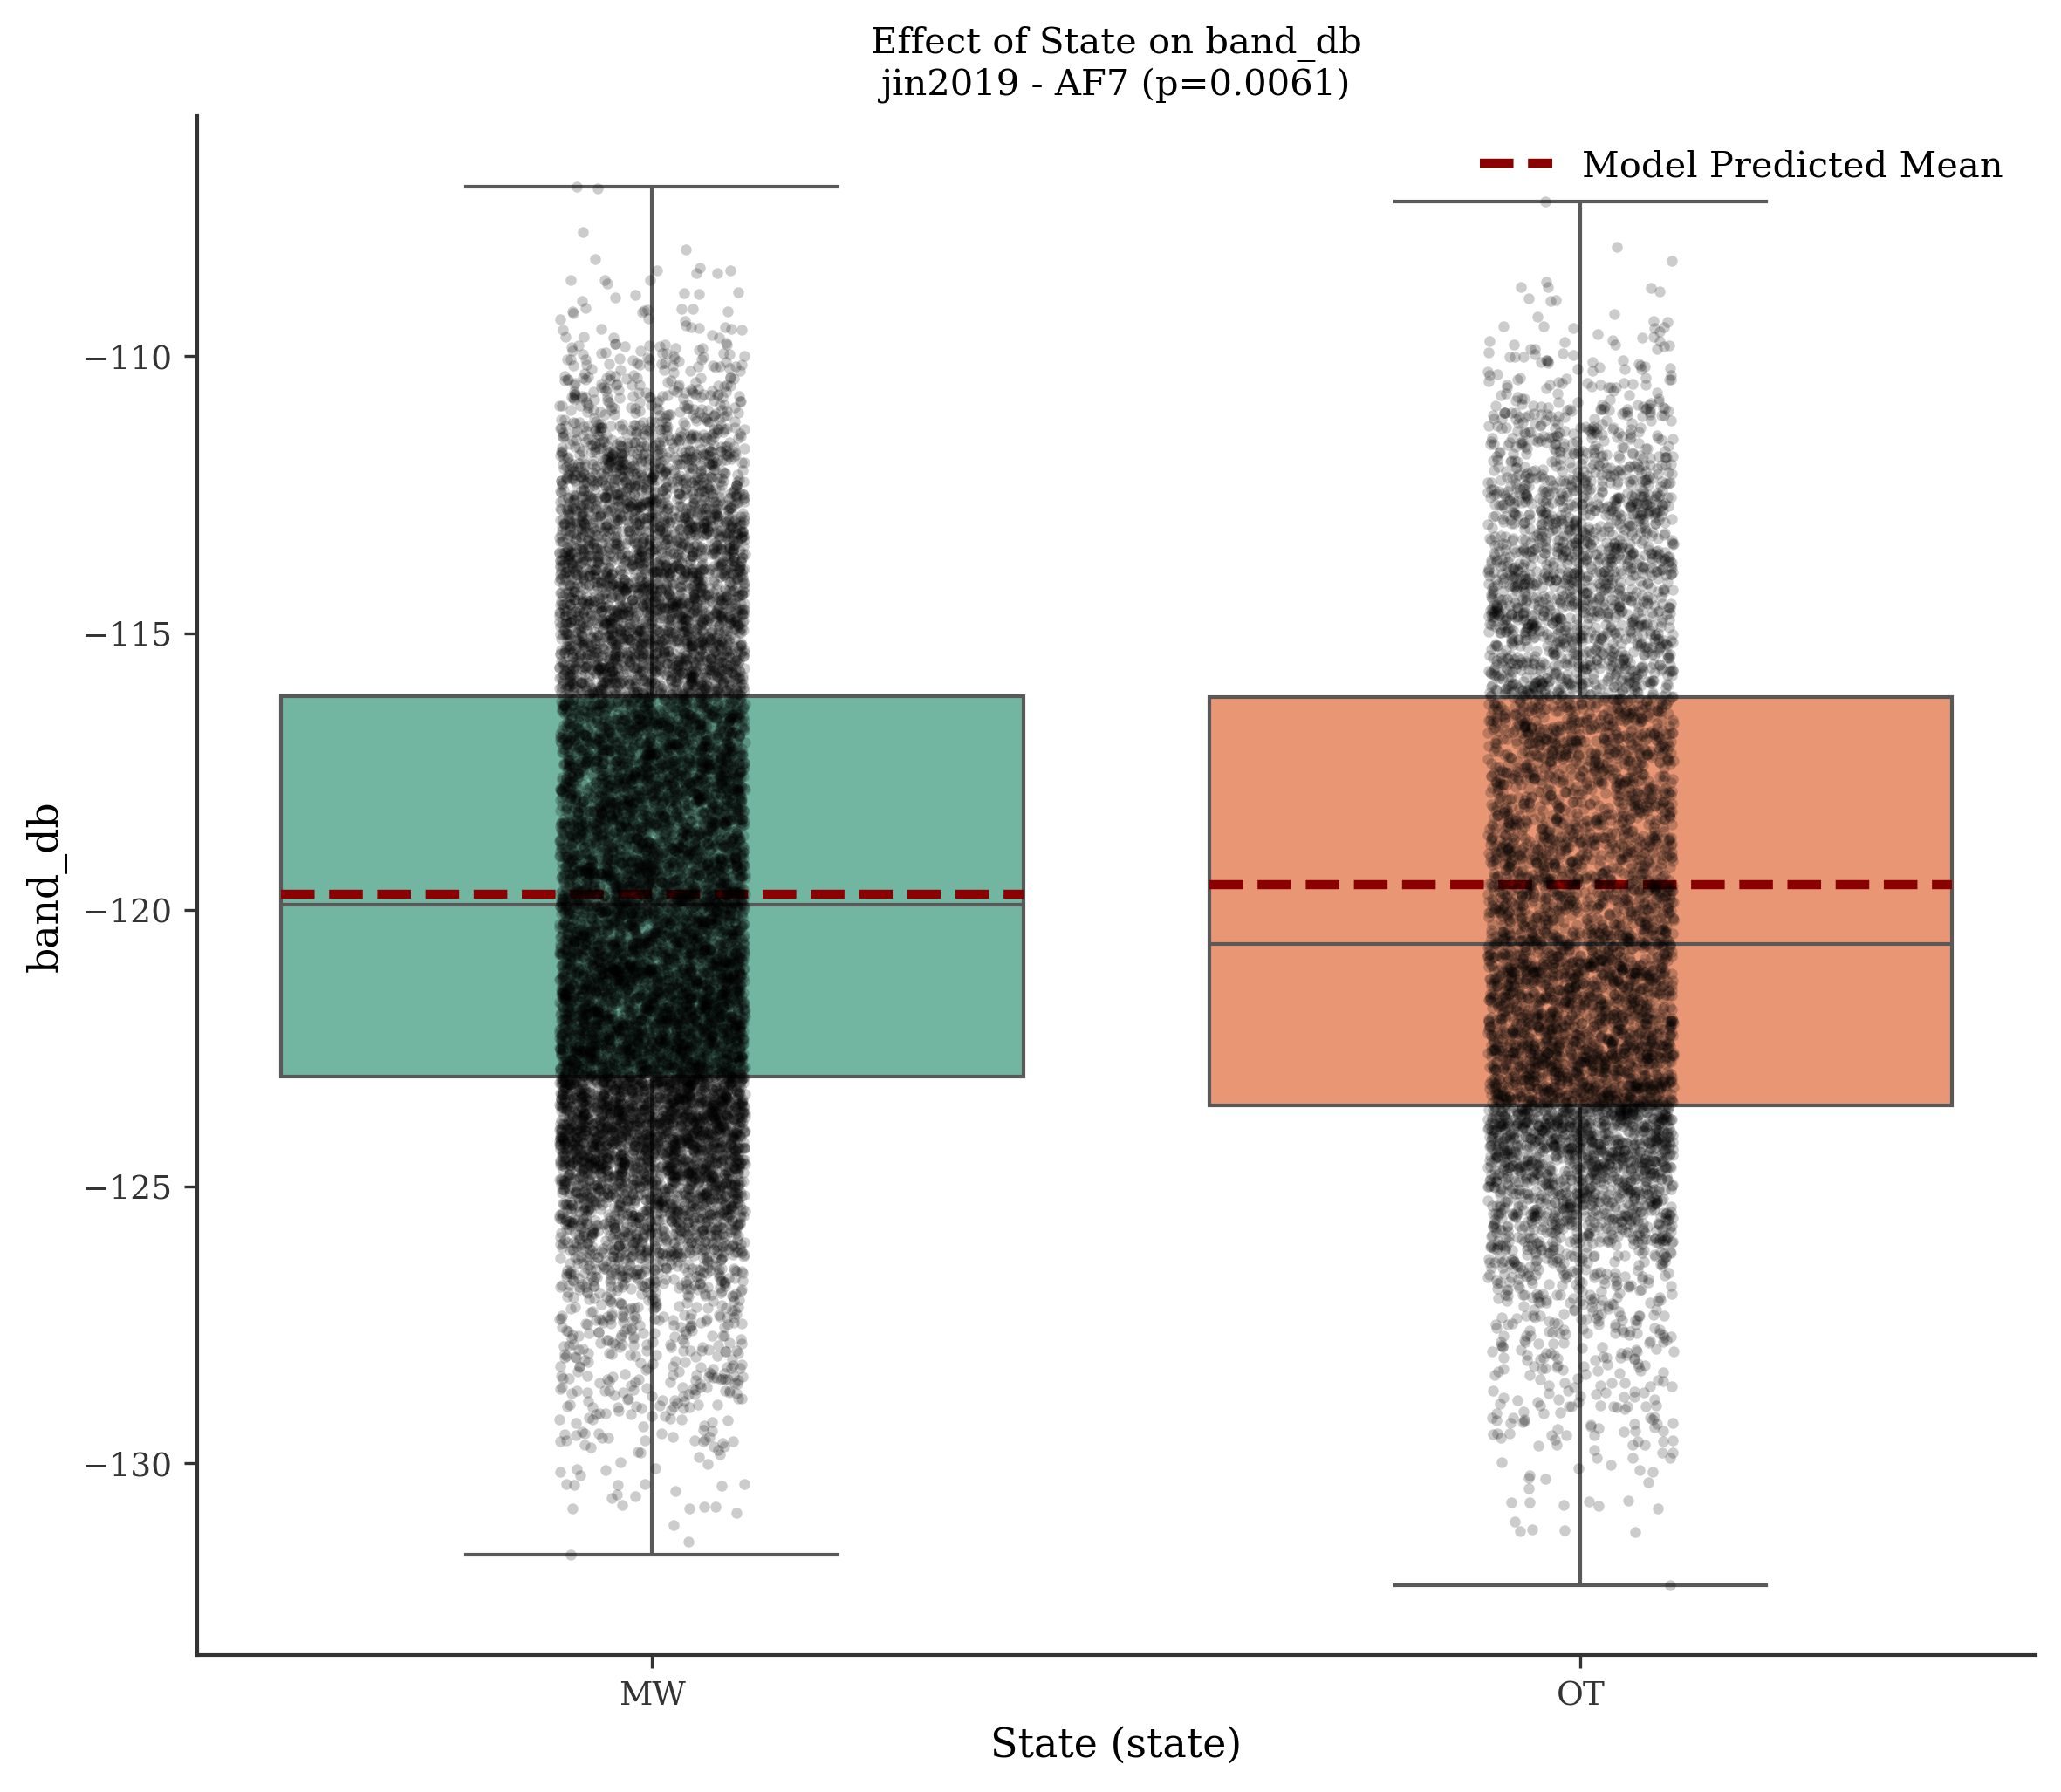 Effect of State on band_db
jin2019 - AF7 (p=0.0061)
Model Predicted Mean
−110
−115
−120
−125
−130
band_db
MW
OT
State (state)